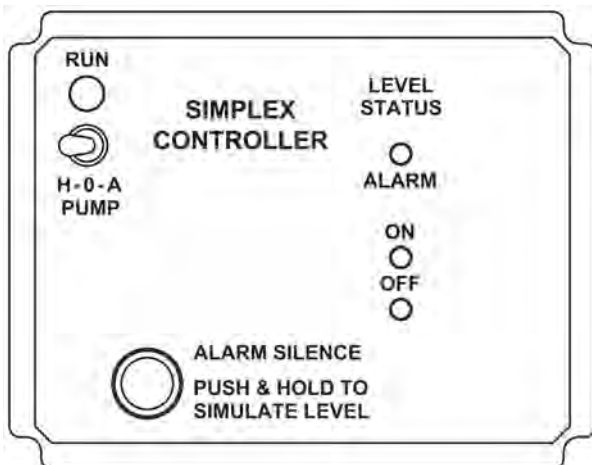 RUN
H-0-A
PUMP
SIMPLEX
CONTROLLER
LEVEL
STATUS
ALARM
ON
OFF
ALARM SILENCE
PUSH & HOLD TO
SIMULATE LEVEL